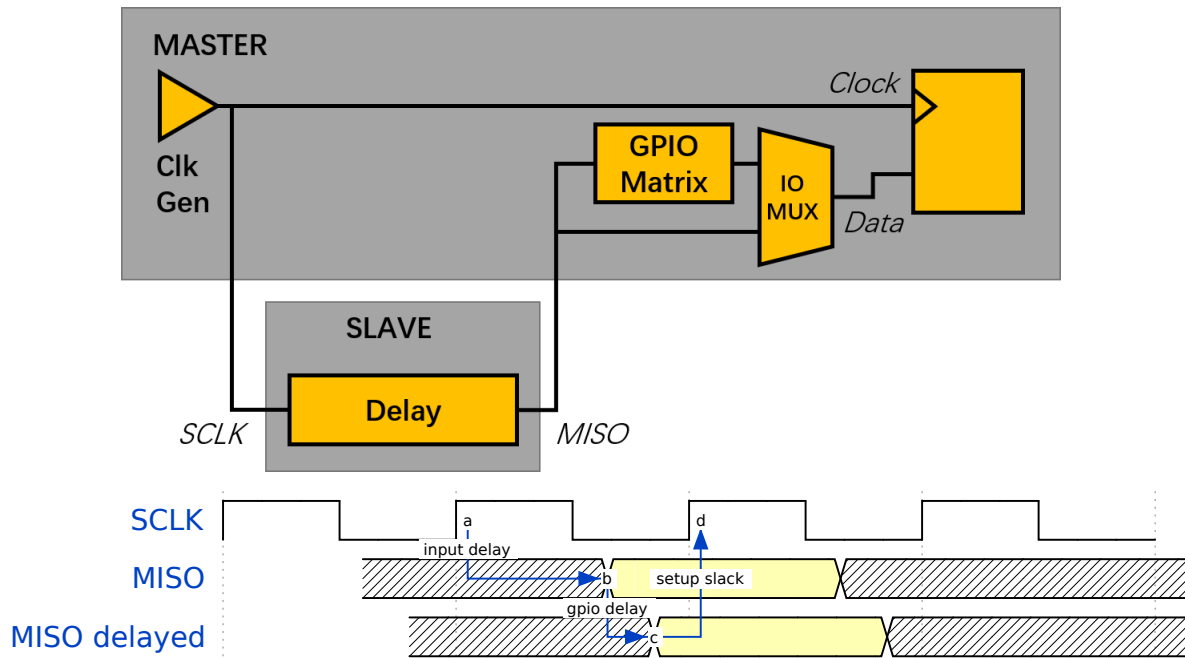 MASTER
Clock
Clk
Gen
GPIO
Matrix
IO
MUX
Data
SLAVE
Delay
SCLK
MISO
SCLK
a
d
input delay
MISO
b
setup slack
gpio delay
MISO delayed
c